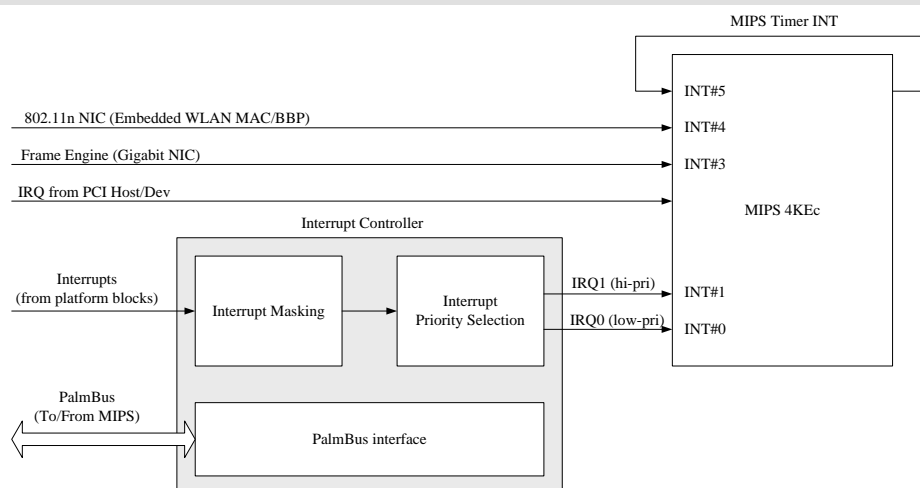 MIPS Timer INT
INT#5
802.11n NIC (Embedded WLAN MAC/BBP)
INT#4
Frame Engine (Gigabit NIC)
INT#3
IRQ from PCI Host/Dev
MIPS 4KEc
Interrupt Controller
Interrupts
(from platform blocks)
Interrupt Masking
Interrupt
Priority Selection
IRQ1 (hi-pri)
INT#1
IRQ0 (low-pri)
INT#0
PalmBus
(To/From MIPS)
PalmBus interface